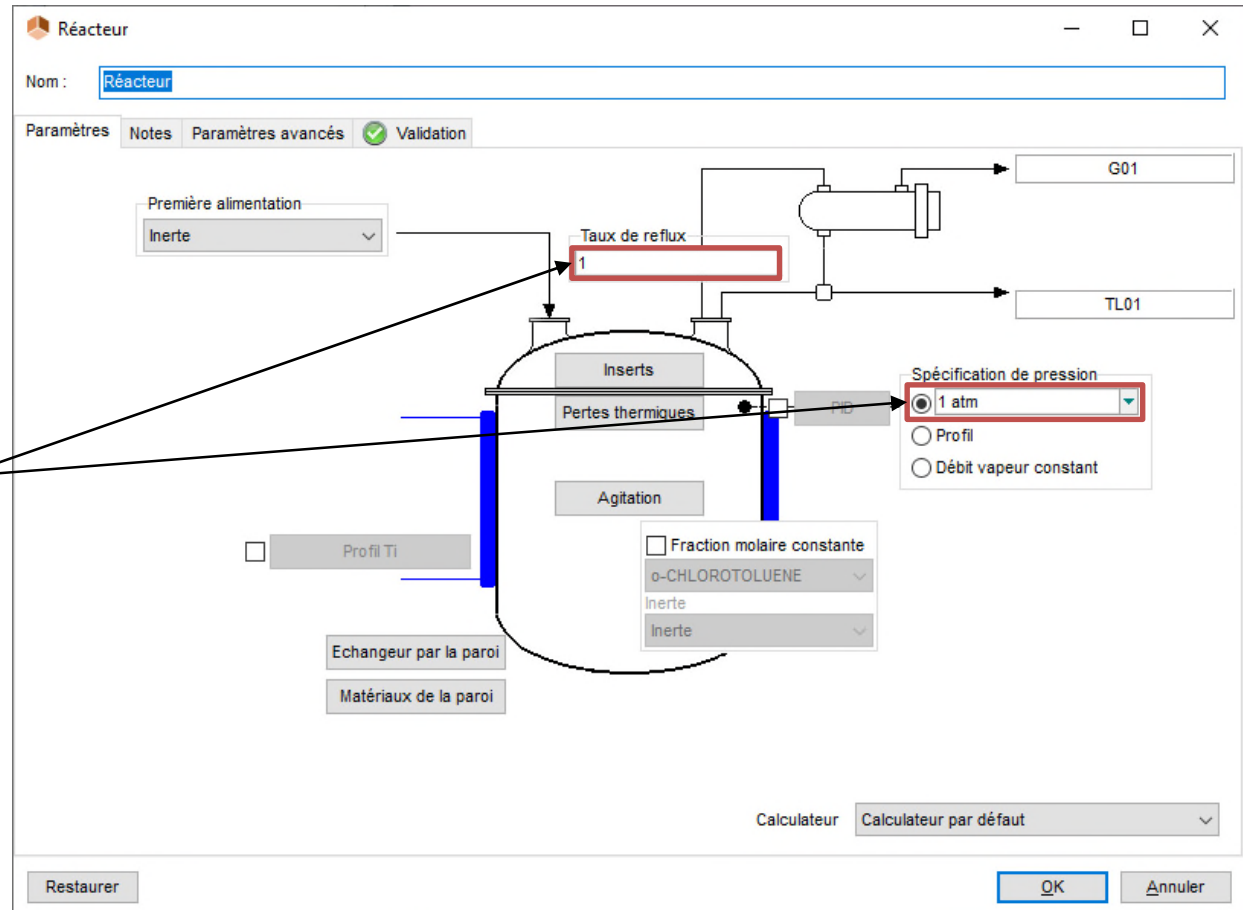 Réacteur
Nom :
Réacteur
Paramètres Notes Paramètres avancés Validation
G01
Première alimentation
Inerte
Taux de reflux
1
TL01
Inserts
Spécification de pression
Pertes thermiques
PID
1 atm
Profil
Débit vapeur constant
Agitation
Profil Ti
Fraction molaire constante
o-CHLOROTOLUENE
Inerte
Inerte
Echangeur par la paroi
Matériaux de la paroi
Calculateur Calculateur par défaut
Restaurer OK Annuler